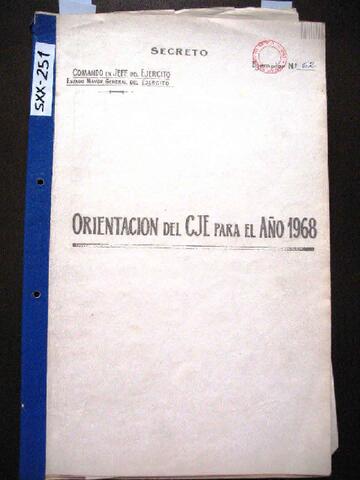 SXX-251
SECRETO
COMANDO EN JEFE DEL EJERCITO
ESTADO MAYOR GENERAL DEL EJERCITO
Ejemplar Nº 62
ORIENTACION DEL CJE PARA EL AÑO 1968